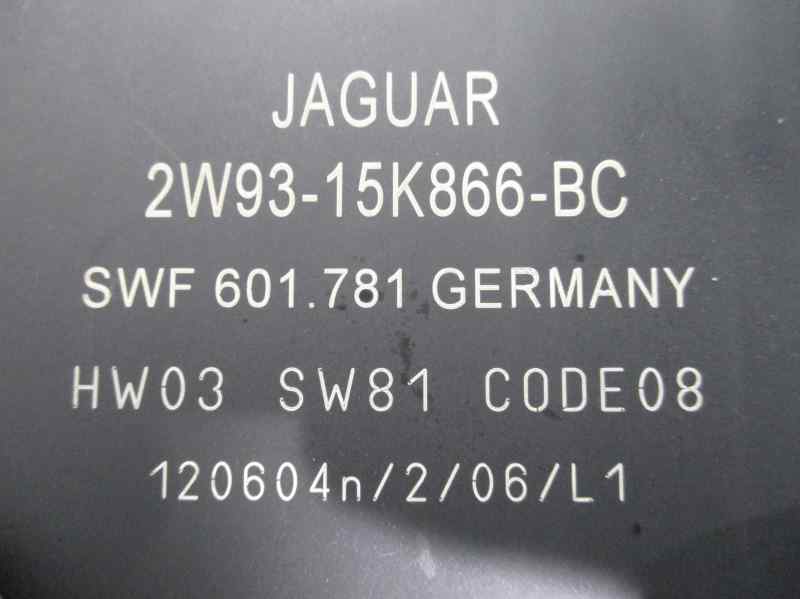 JAGUAR
2W93-15K866-BC
SWF 601.781 GERMANY
HW03 SW81 CODE08
120604n/2/06/L1